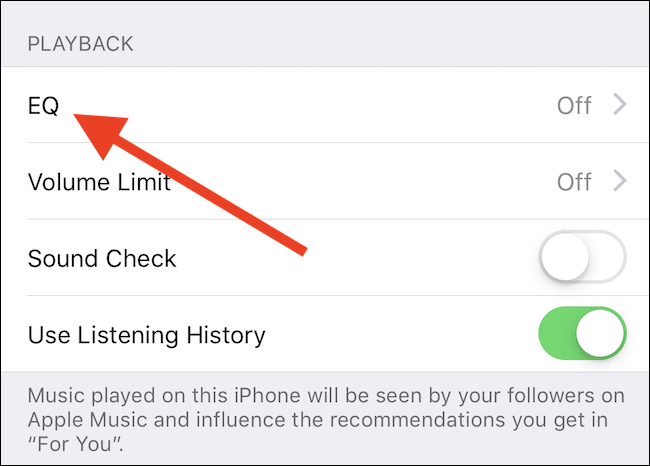 PLAYBACK
EQ Off
Volume Limit Off
Sound Check
Use Listening History
Music played on this iPhone will be seen by your followers on
Apple Music and influence the recommendations you get in
“For You”.